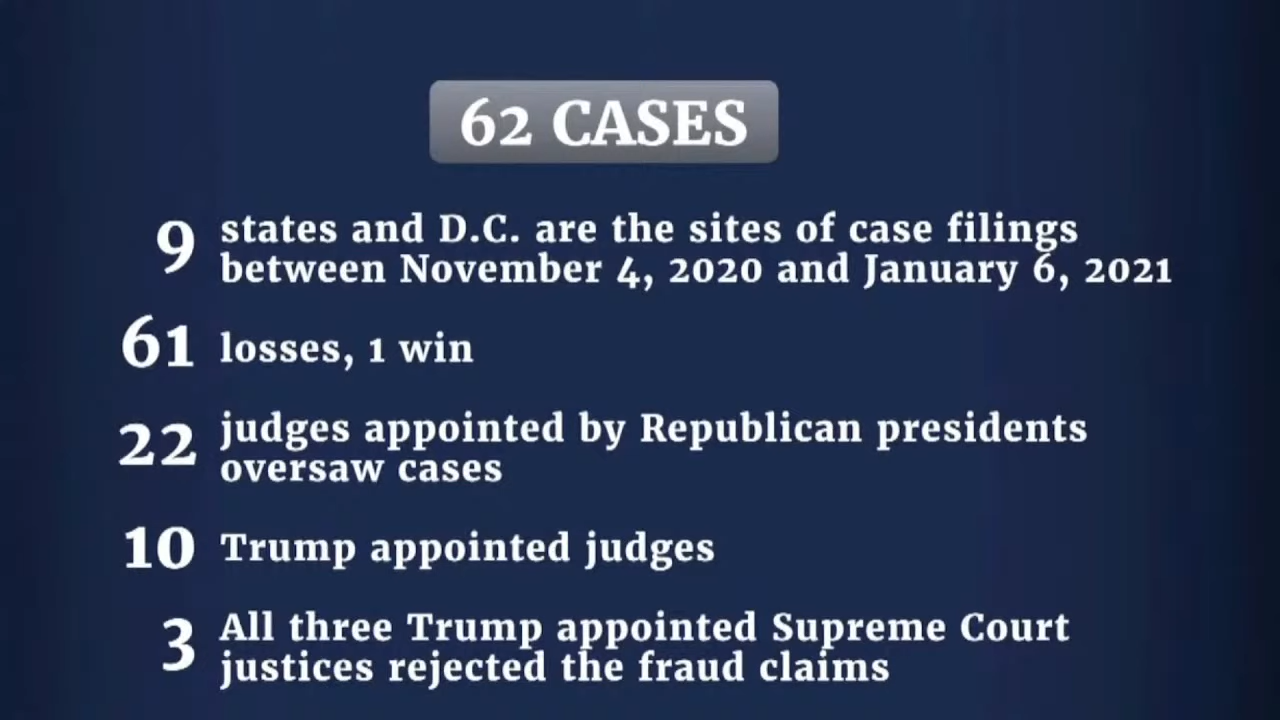 62 CASES
9 states and D.C. are the sites of case filings
between November 4, 2020 and January 6, 2021
61 losses, 1 win
22 judges appointed by Republican presidents
oversaw cases
10 Trump appointed judges
3 All three Trump appointed Supreme Court
justices rejected the fraud claims